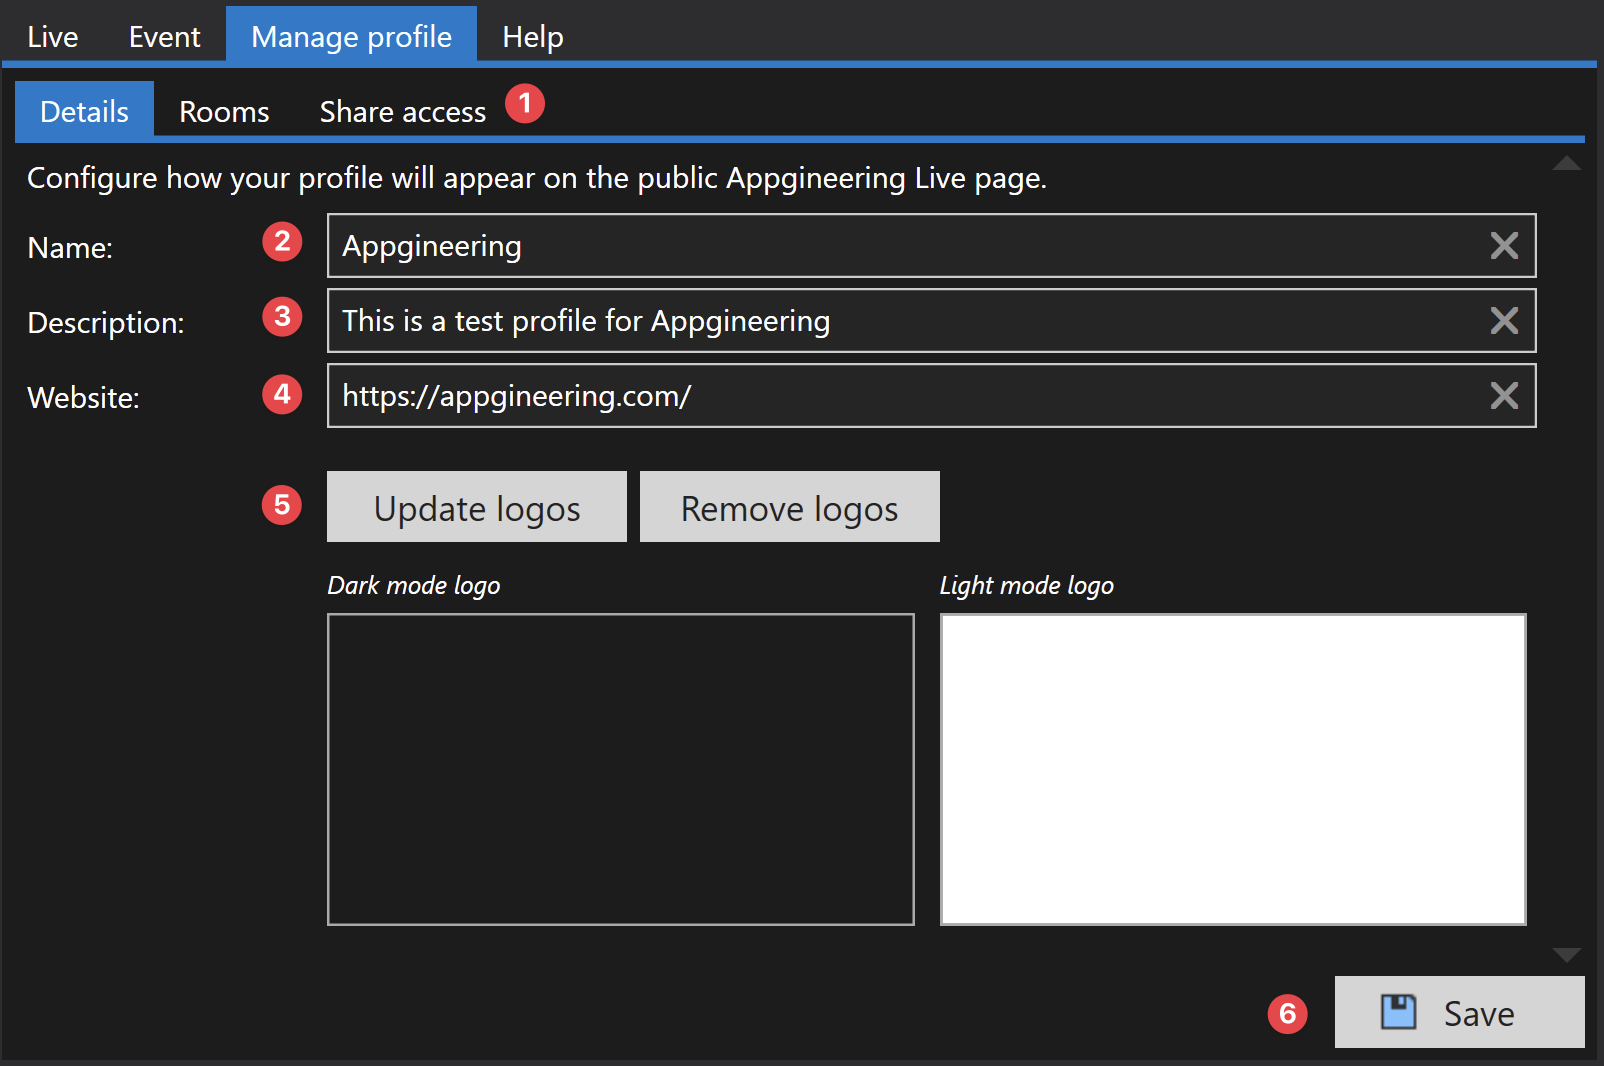 Live Event Manage profile Help
Details Rooms Share access 1
Configure how your profile will appear on the public Appgineering Live page.
Name: 2 Appgineering
Description: 3 This is a test profile for Appgineering
Website: 4 https://appgineering.com/
5 Update logos Remove logos
Dark mode logo Light mode logo
6 Save